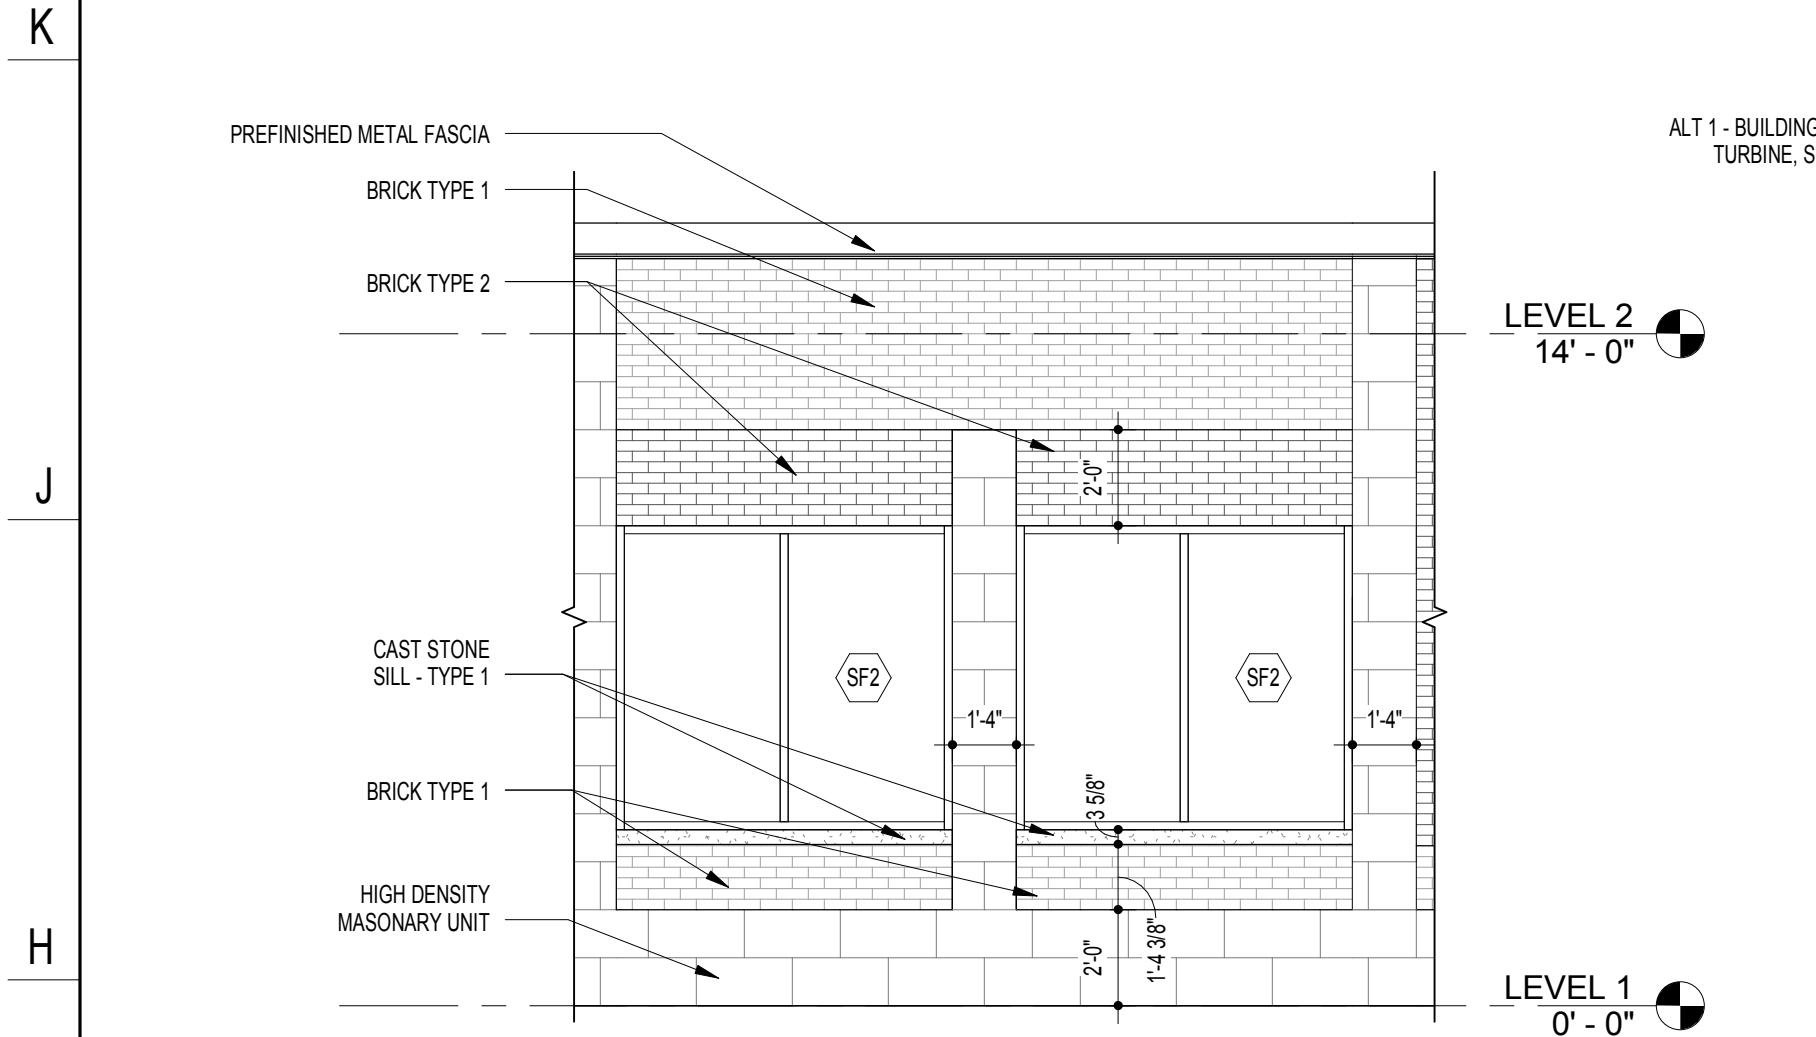 K
PREFINISHED METAL FASCIA
ALT 1 - BUILDING
TURBINE, S
BRICK TYPE 1
BRICK TYPE 2
LEVEL 2
14' - 0"
J
2'-0"
CAST STONE
SILL - TYPE 1
SF2
SF2
1'-4"
1'-4"
3 5/8"
BRICK TYPE 1
HIGH DENSITY
MASONARY UNIT
H
2'-0"
1'-4 3/8"
LEVEL 1
0' - 0"